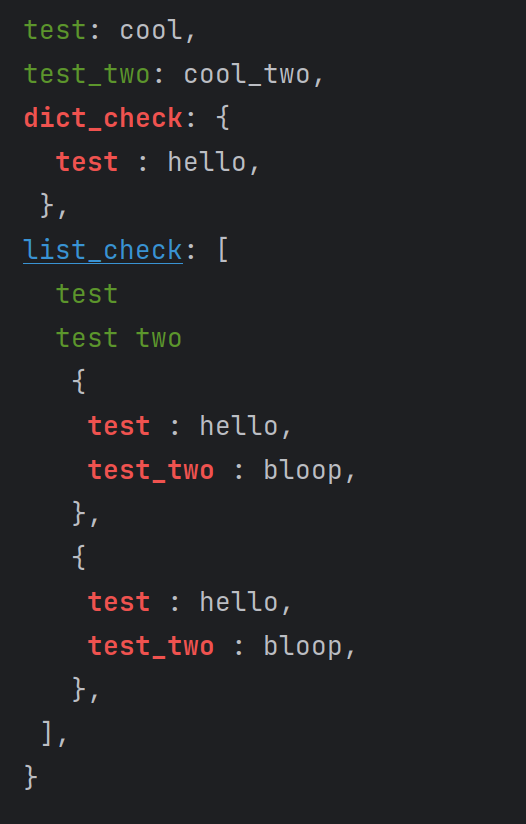 test: cool,
test_two: cool_two,
dict_check: {
  test : hello,
 },
list_check: [
  test
  test two
   {
    test : hello,
    test_two : bloop,
   },
   {
    test : hello,
    test_two : bloop,
   },
 ],
}